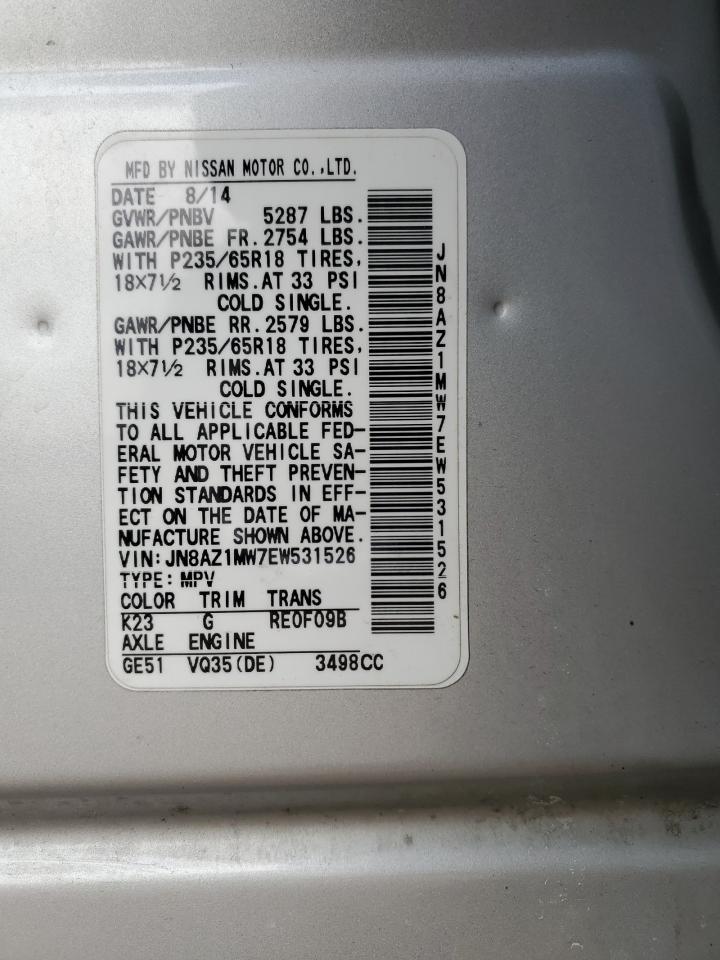 MFD BY NISSAN MOTOR CO.,LTD.
DATE 8/14
GVWR/PNBV 5287 LBS.
GAWR/PNBE FR. 2754 LBS.
WITH P235/65R18 TIRES,
18X7½ RIMS. AT 33 PSI
COLD SINGLE.
GAWR/PNBE RR. 2579 LBS.
WITH P235/65R18 TIRES,
18X7½ RIMS. AT 33 PSI
COLD SINGLE.
THIS VEHICLE CONFORMS
TO ALL APPLICABLE FED-
ERAL MOTOR VEHICLE SA-
FETY AND THEFT PREVEN-
TION STANDARDS IN EFF-
ECT ON THE DATE OF MA-
NUFACTURE SHOWN ABOVE.
VIN:JN8AZ1MW7EW531526
TYPE: MPV
COLOR TRIM TRANS
K23 G RE0F09B
AXLE ENGINE
GE51 VQ35(DE) 3498CC
JN8AZ1MW7EW531526